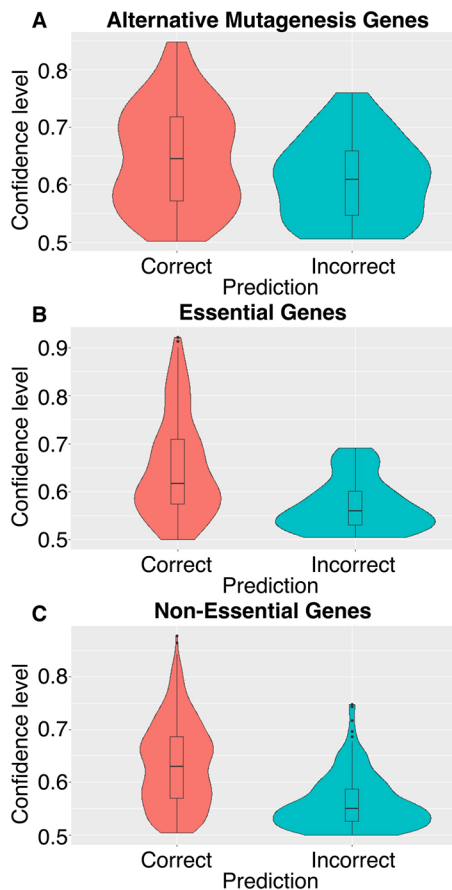 A Alternative Mutagenesis Genes
Confidence level
0.8
0.7
0.6
0.5
Correct Incorrect
Prediction
B Essential Genes
Confidence level
0.9
0.8
0.7
0.6
0.5
Correct Incorrect
Prediction
C Non-Essential Genes
Confidence level
0.8
0.7
0.6
0.5
Correct Incorrect
Prediction